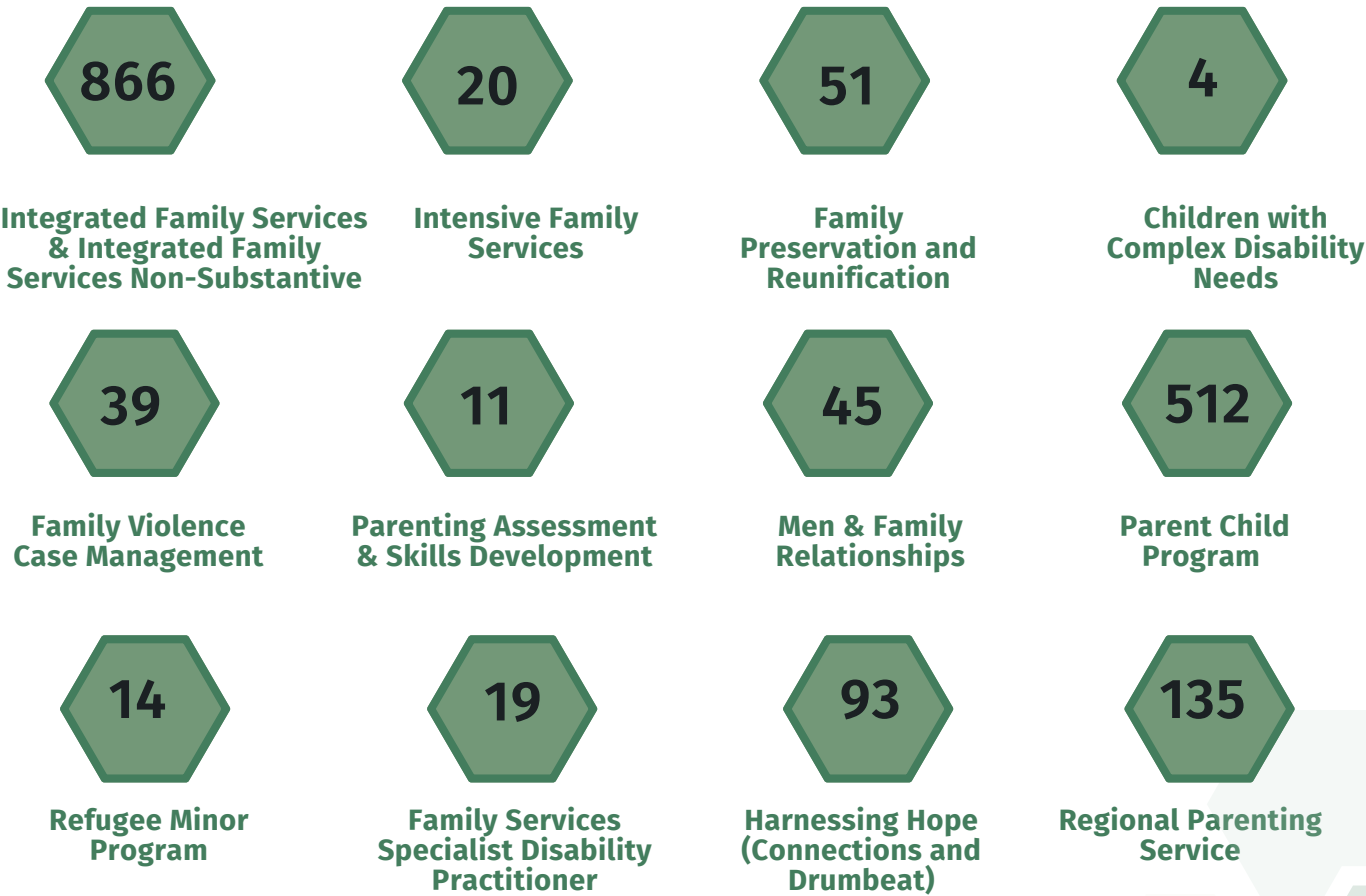 866
20
51
4
Integrated Family Services
& Integrated Family
Services Non-Substantive
Intensive Family
Services
Family
Preservation and
Reunification
Children with
Complex Disability
Needs
39
11
45
512
Family Violence
Case Management
Parenting Assessment
& Skills Development
Men & Family
Relationships
Parent Child
Program
14
19
93
135
Refugee Minor
Program
Family Services
Specialist Disability
Practitioner
Harnessing Hope
(Connections and
Drumbeat)
Regional Parenting
Service